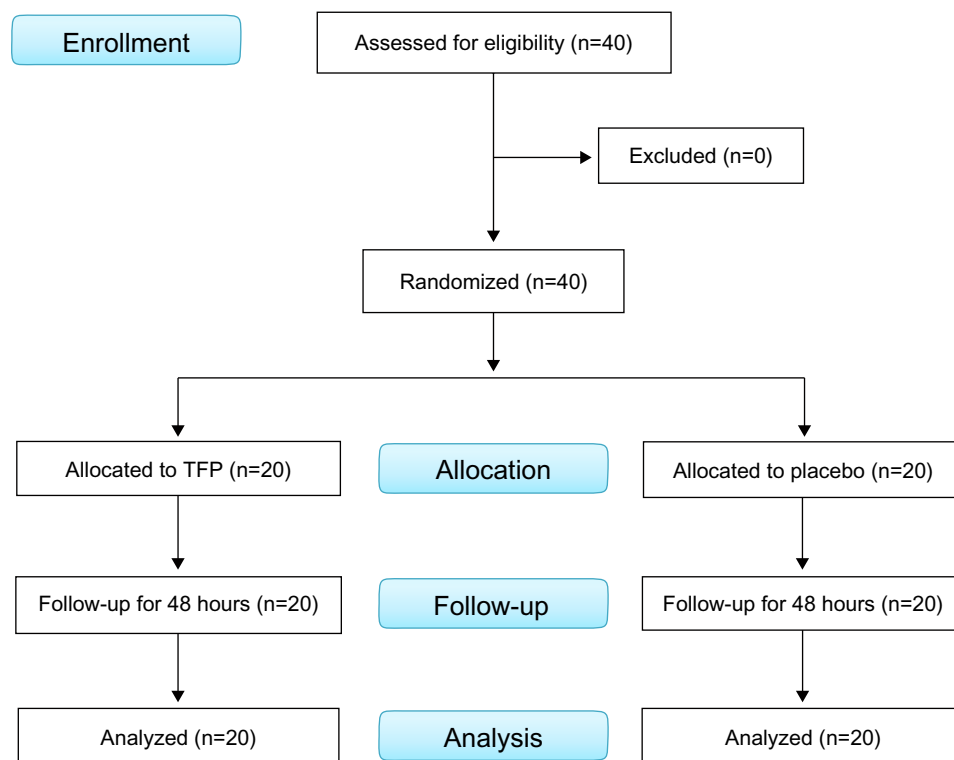 Enrollment
Assessed for eligibility (n=40)
Excluded (n=0)
Randomized (n=40)
Allocated to TFP (n=20)
Allocation
Allocated to placebo (n=20)
Follow-up for 48 hours (n=20)
Follow-up
Follow-up for 48 hours (n=20)
Analyzed (n=20)
Analysis
Analyzed (n=20)